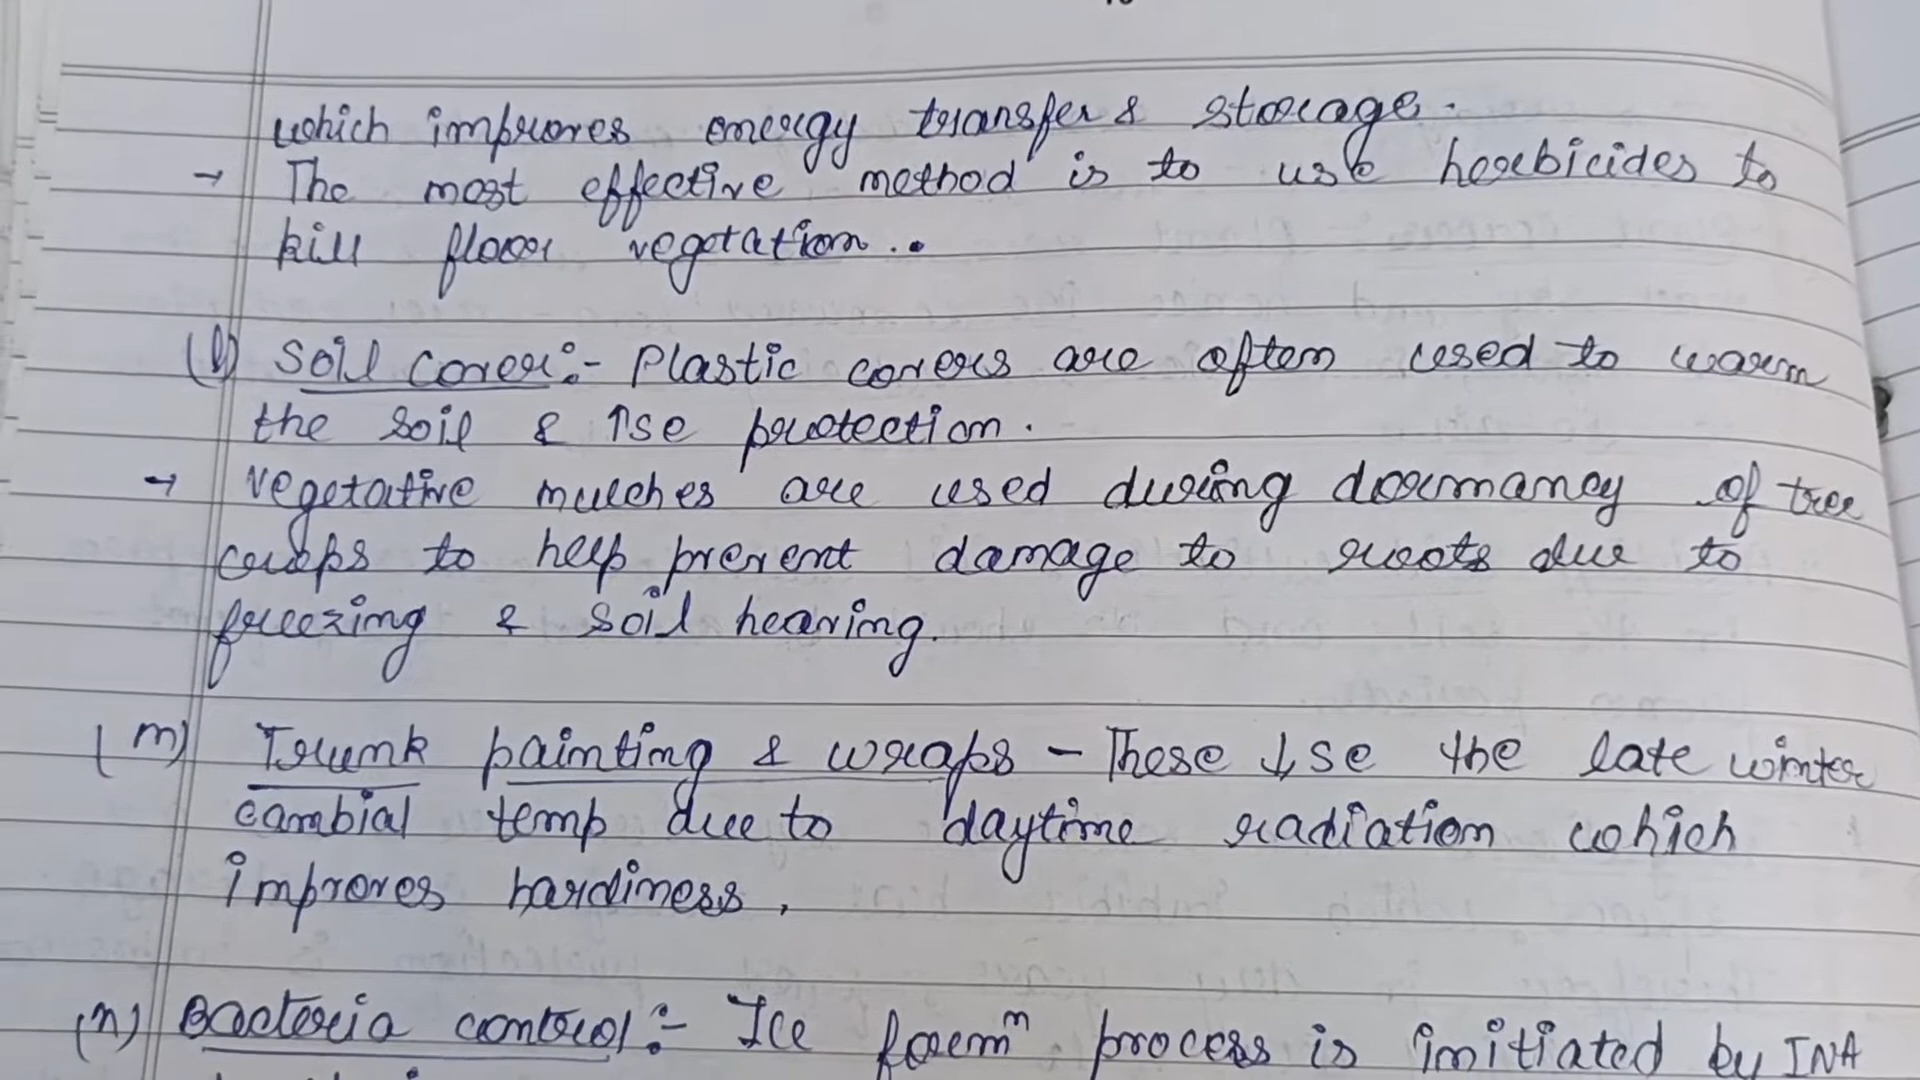 which improves energy transfer & storage.
→ The most effective method is to use herbicides to
kill floor vegetation.
(l) Soil cover:- Plastic covers are often used to warm
the soil & ↑se protection.
→ vegetative mulches are used during dormancy of tree
crops to help prevent damage to roots due to
freezing & soil heaving.
(m) Trunk painting & wraps - These ↓se the late winter
cambial temp due to daytime radiation which
improves hardiness,
(n) Bacteria control:- Ice formⁿ process is initiated by INA